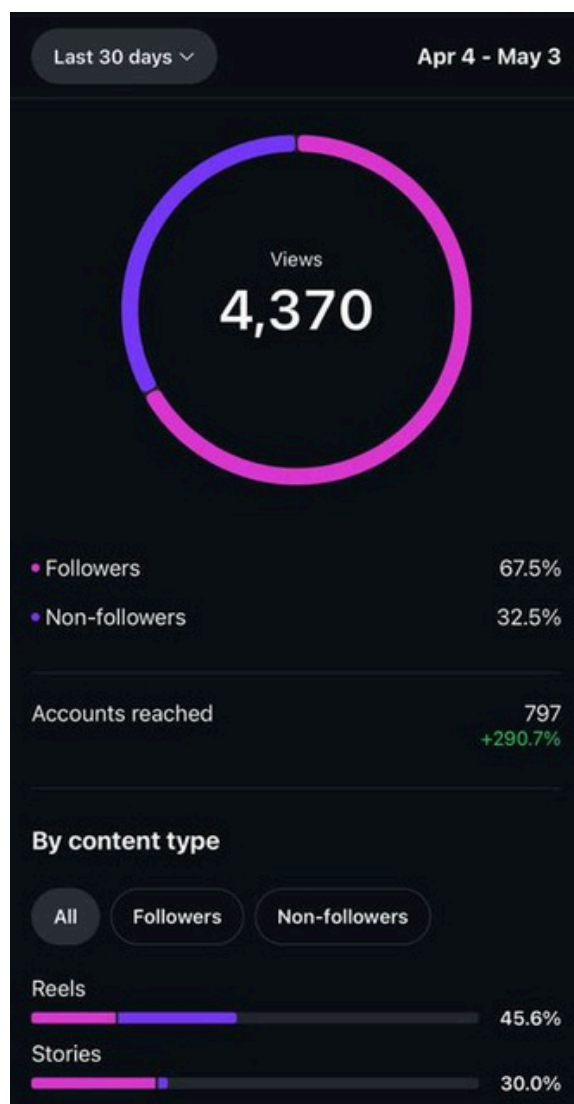 Last 30 days
Apr 4 - May 3
Views
4,370
Followers 67.5%
Non-followers 32.5%
Accounts reached 797
+290.7%
By content type
All Followers Non-followers
Reels
45.6%
Stories
30.0%